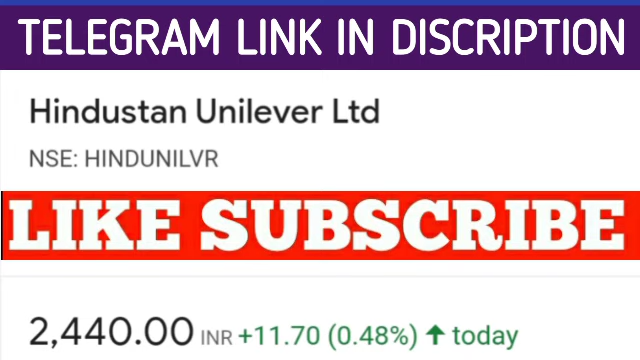 TELEGRAM LINK IN DISCRIPTION
Hindustan Unilever Ltd
NSE: HINDUNILVR
LIKE SUBSCRIBE
2,440.00 INR +11.70 (0.48%) ↑ today